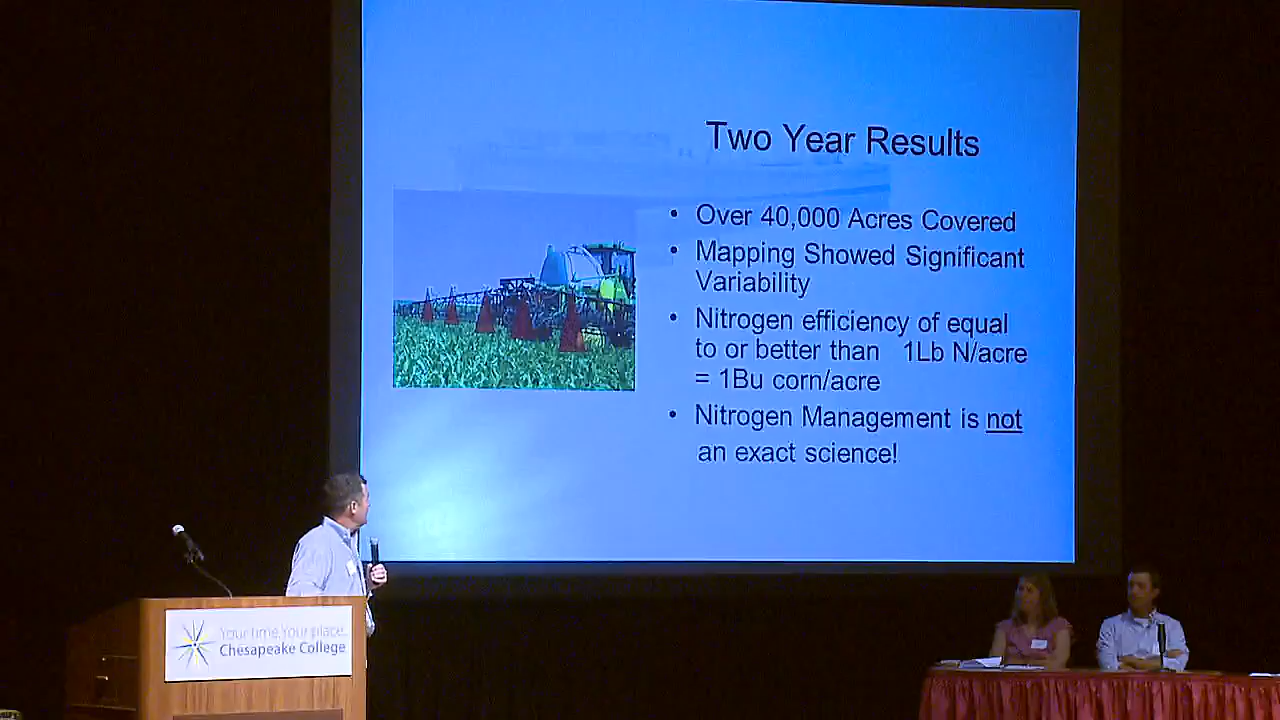 Two Year Results
• Over 40,000 Acres Covered
• Mapping Showed Significant
Variability
• Nitrogen efficiency of equal
to or better than 1Lb N/acre
= 1Bu corn/acre
• Nitrogen Management is not
an exact science!
Your time. Your place.
Chesapeake College